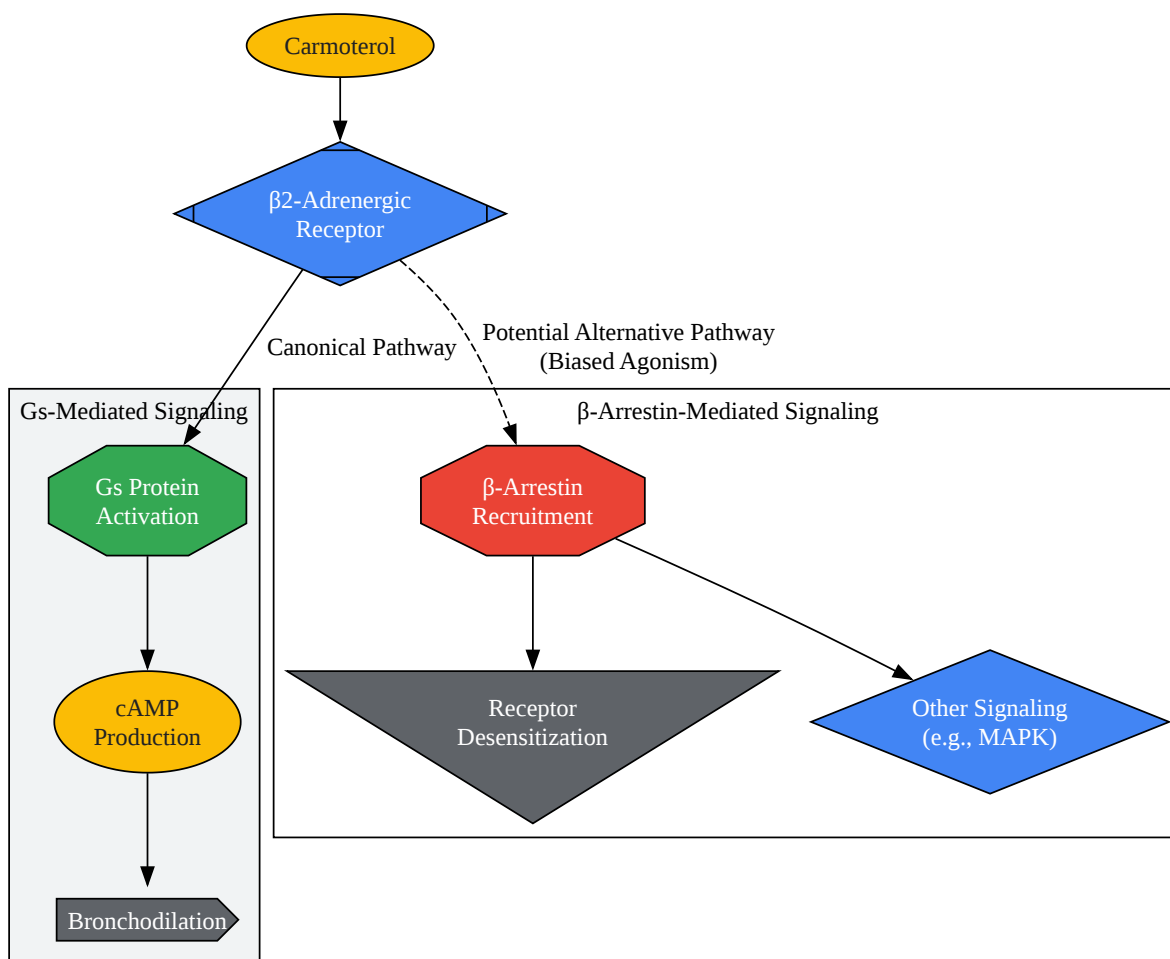 Carmoterol
β2-Adrenergic
Receptor
Canonical Pathway
Potential Alternative Pathway
(Biased Agonism)
Gs-Mediated Signaling
Gs Protein
Activation
cAMP
Production
Bronchodilation
β-Arrestin-Mediated Signaling
β-Arrestin
Recruitment
Receptor
Desensitization
Other Signaling
(e.g., MAPK)